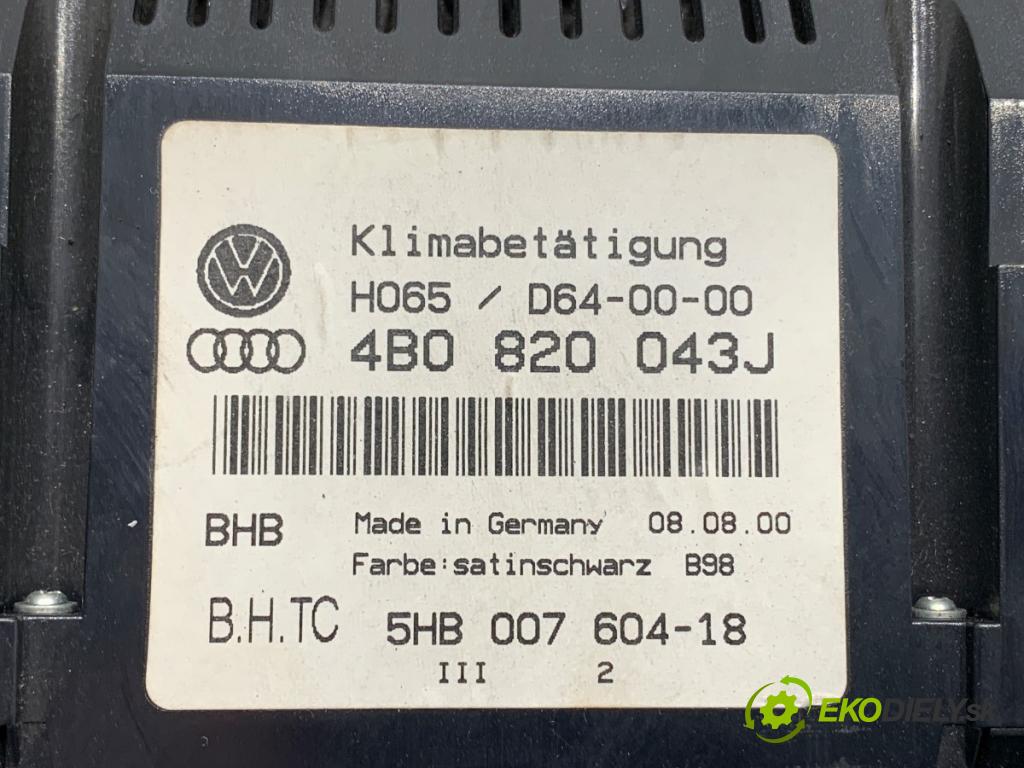 Klimabetätigung
H065 / D64-00-00
4B0 820 043J
BHB Made in Germany 08.08.00
Farbe:satinschwarz B98
B.H.TC 5HB 007 604-18
III 2
EKODIELY.sk